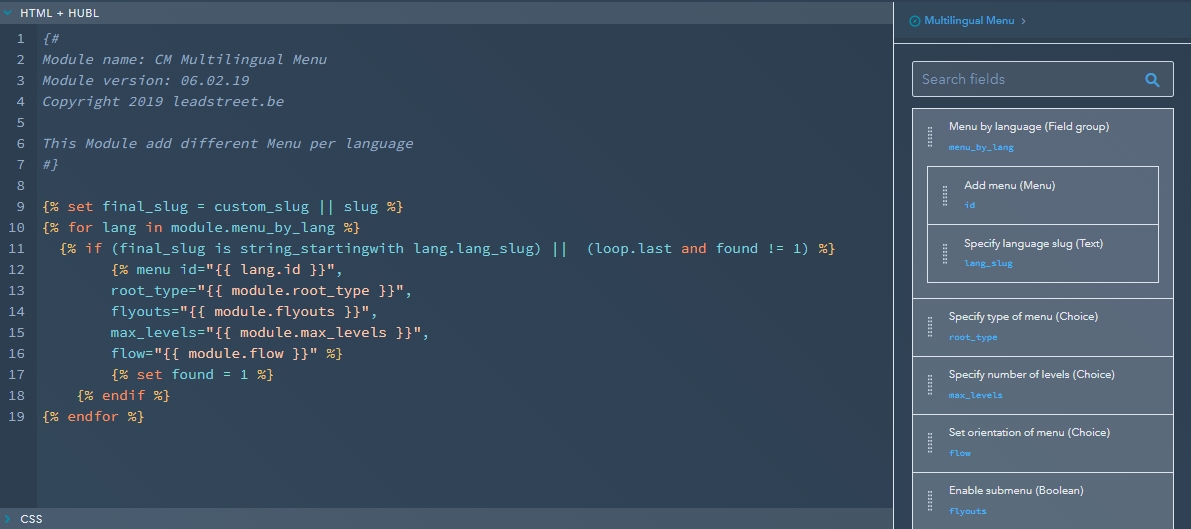 HTML + HUBL
1 {#
2 Module name: CM Multilingual Menu
3 Module version: 06.02.19
4 Copyright 2019 leadstreet.be
5
6 This Module add different Menu per language
7 #}
8
9 {% set final_slug = custom_slug || slug %}
10 {% for lang in module.menu_by_lang %}
11   {% if (final_slug is string_startingwith lang.lang_slug) ||  (loop.last and found != 1) %}
12         {% menu id="{{ lang.id }}",
13         root_type="{{ module.root_type }}",
14         flyouts="{{ module.flyouts }}",
15         max_levels="{{ module.max_levels }}",
16         flow="{{ module.flow }}" %}
17         {% set found = 1 %}
18     {% endif %}
19 {% endfor %}
CSS
Multilingual Menu
Search fields
Menu by language (Field group)
menu_by_lang
Add menu (Menu)
id
Specify language slug (Text)
lang_slug
Specify type of menu (Choice)
root_type
Specify number of levels (Choice)
max_levels
Set orientation of menu (Choice)
flow
Enable submenu (Boolean)
flyouts